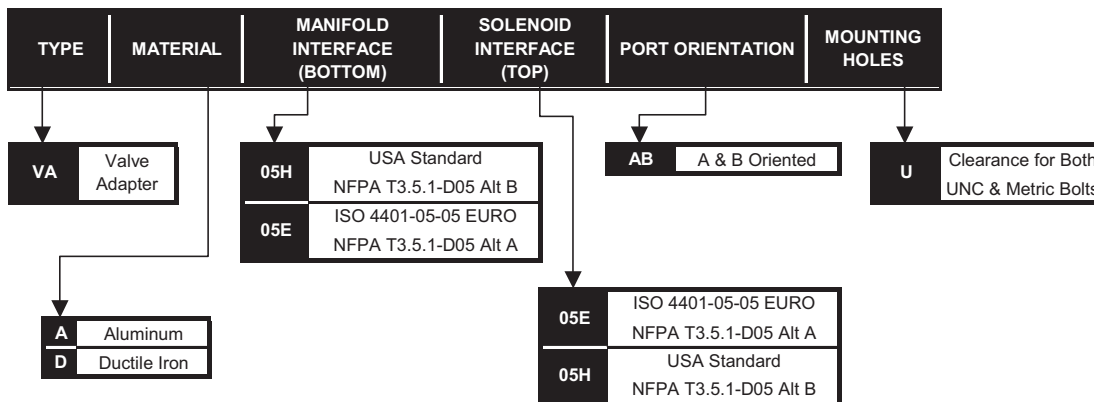 TYPE
MATERIAL
MANIFOLD
INTERFACE
(BOTTOM)
SOLENOID
INTERFACE
(TOP)
PORT ORIENTATION
MOUNTING
HOLES
VA
Valve
Adapter
05H
USA Standard
NFPA T3.5.1-D05 Alt B
05E
ISO 4401-05-05 EURO
NFPA T3.5.1-D05 Alt A
AB
A & B Oriented
U
Clearance for Both
UNC & Metric Bolts
A
Aluminum
D
Ductile Iron
05E
ISO 4401-05-05 EURO
NFPA T3.5.1-D05 Alt A
05H
USA Standard
NFPA T3.5.1-D05 Alt B